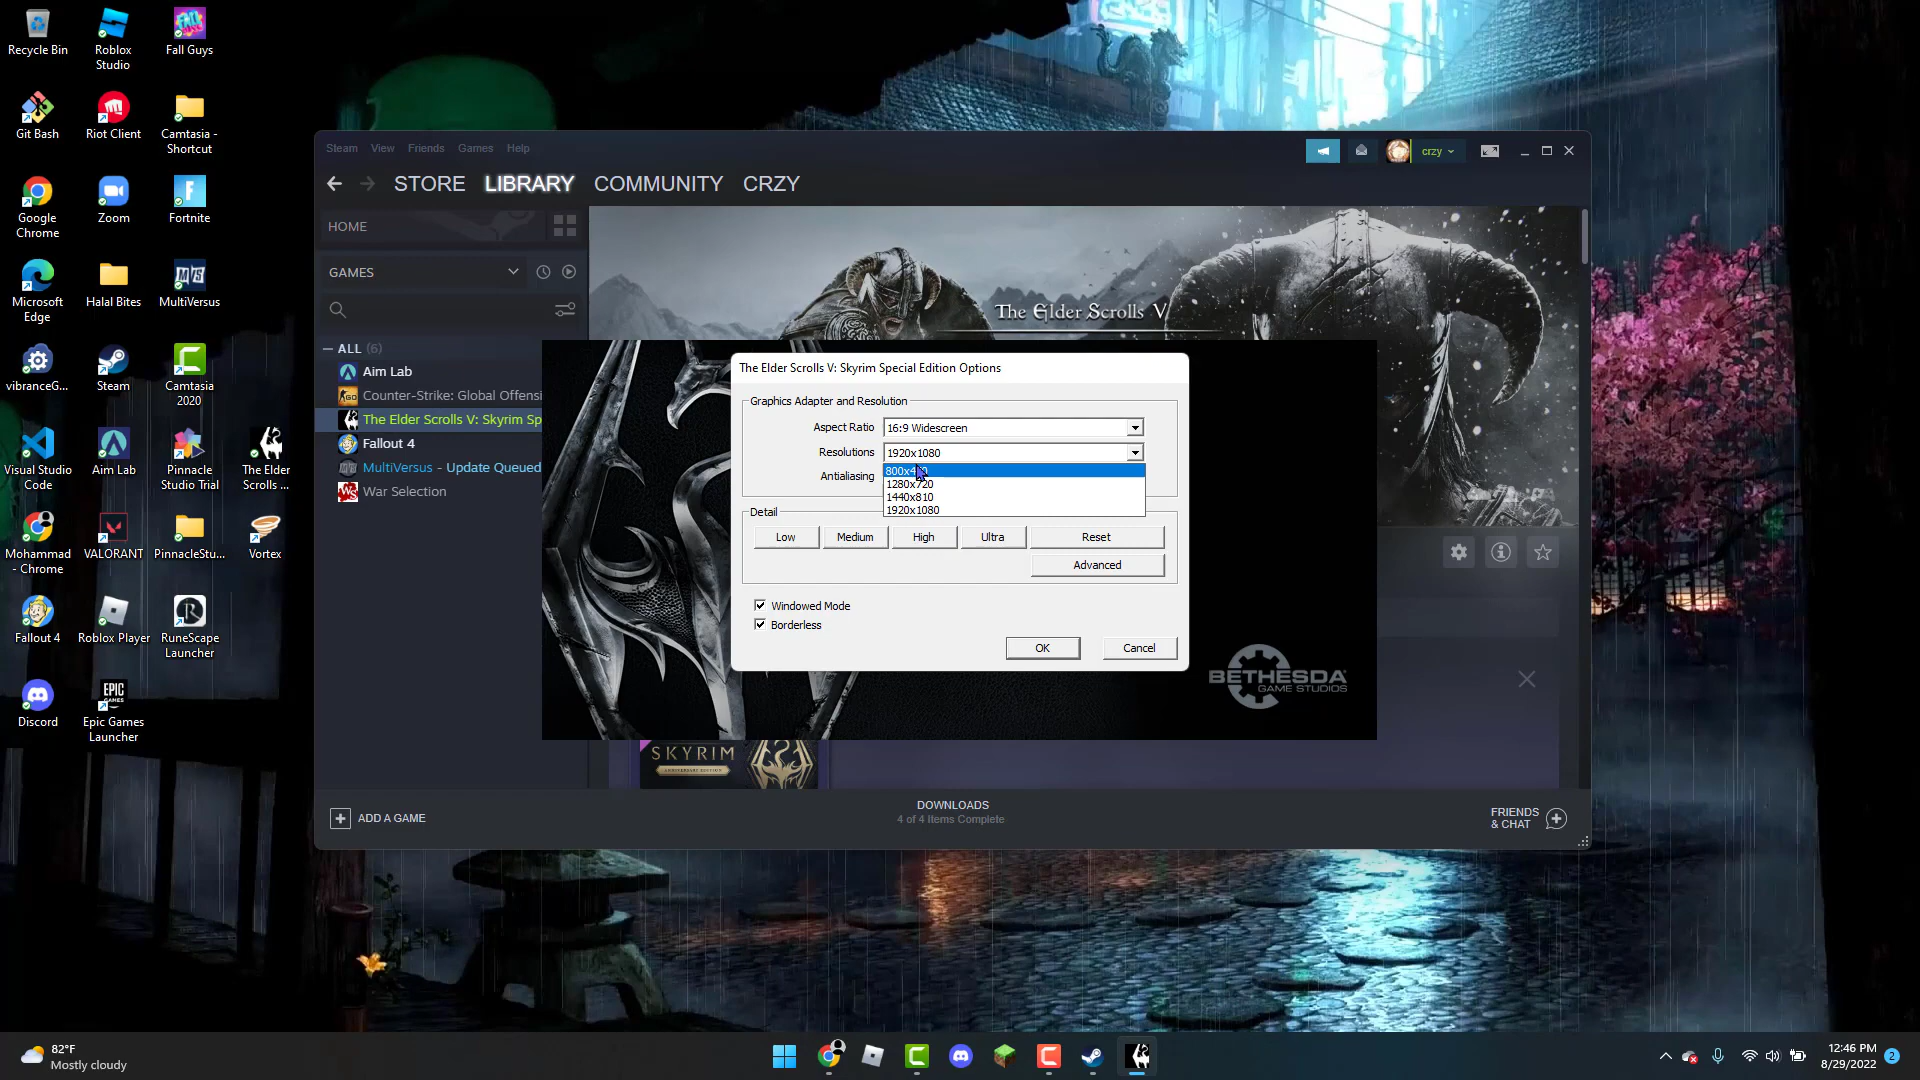 Recycle Bin
Roblox Studio
Fall Guys
Git Bash
Riot Client
Camtasia - Shortcut
Google Chrome
Zoom
Fortnite
Microsoft Edge
Halal Bites
MultiVersus
vibranceG...
Steam
Camtasia 2020
Visual Studio Code
Aim Lab
Pinnacle Studio Trial
The Elder Scrolls ...
Mohammad - Chrome
VALORANT
PinnacleStu...
Vortex
Fallout 4
Roblox Player
RuneScape Launcher
Discord
EPIC GAMES
Epic Games Launcher
Steam View Friends Games Help
crzy
STORE LIBRARY COMMUNITY CRZY
HOME
GAMES
ALL (6)
Aim Lab
Counter-Strike: Global Offensi
The Elder Scrolls V: Skyrim Sp
Fallout 4
MultiVersus - Update Queued
War Selection
The Elder Scrolls V
The Elder Scrolls V: Skyrim Special Edition Options
Graphics Adapter and Resolution
Aspect Ratio 16:9 Widescreen
Resolutions 1920x1080
800x4
Antialiasing
1280x720
1440x810
1920x1080
Detail
Low Medium High Ultra Reset
Advanced
Windowed Mode
Borderless
OK Cancel
BETHESDA
GAME STUDIOS
SKYRIM
ANNIVERSARY EDITION
ADD A GAME
DOWNLOADS
4 of 4 Items Complete
FRIENDS
& CHAT
82°F
Mostly cloudy
12:46 PM
8/29/2022
2